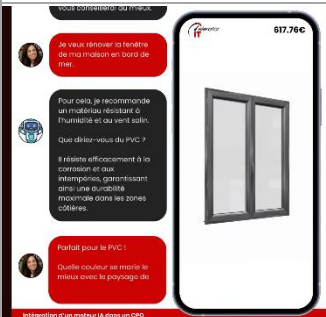 vous conseillerai au mieux.
Je veux rénover la fenêtre
de ma maison en bord de
mer.
Pour cela, je recommande
un matériau résistant à
l'humidité et au vent salin.
Que diriez-vous du PVC ?
Il résiste efficacement à la
corrosion et aux
intempéries, garantissant
ainsi une durabilité
maximale dans les zones
côtières.
Parfait pour le PVC !
Quelle couleur se marie le
mieux avec le paysage de
Intégration d'un moteur IA dans un CPQ
IT
617.76€